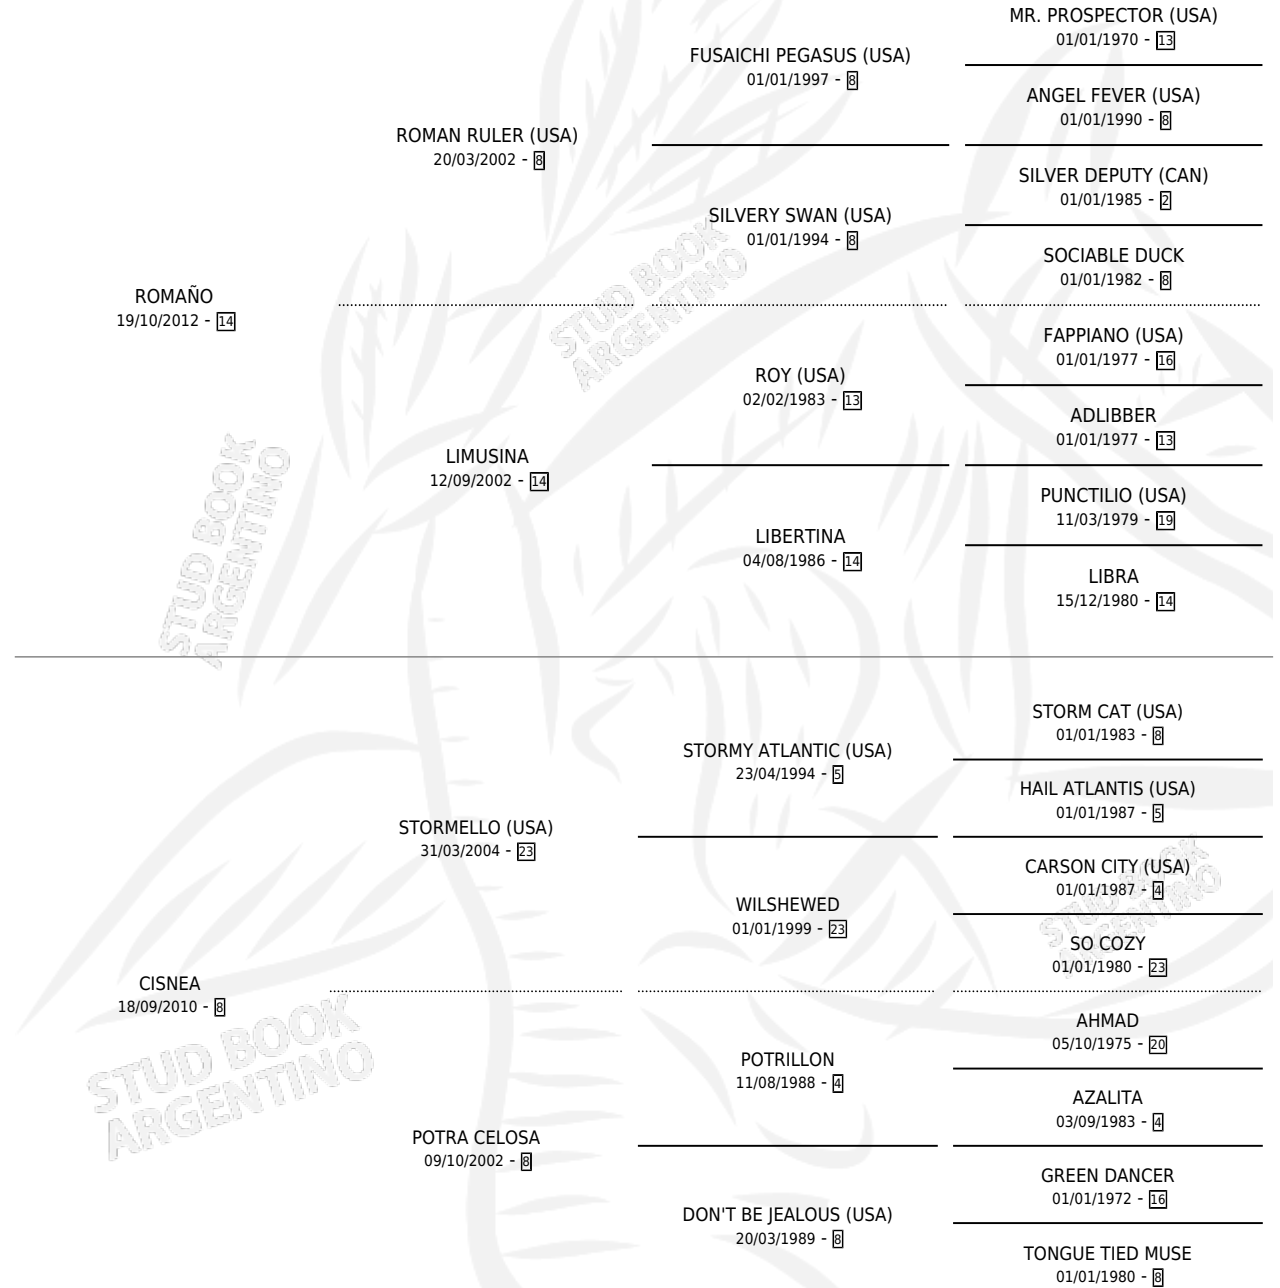 MR. PROSPECTOR (USA)
01/01/1970 - 13
FUSAICHI PEGASUS (USA)
01/01/1997 - 8
ANGEL FEVER (USA)
01/01/1990 - 8
ROMAN RULER (USA)
20/03/2002 - 8
SILVER DEPUTY (CAN)
01/01/1985 - 2
SILVERY SWAN (USA)
01/01/1994 - 8
SOCIABLE DUCK
01/01/1982 - 8
ROMAÑO
19/10/2012 - 14
FAPPIANO (USA)
01/01/1977 - 16
ROY (USA)
02/02/1983 - 13
ADLIBBER
01/01/1977 - 13
LIMUSINA
12/09/2002 - 14
PUNCTILIO (USA)
11/03/1979 - 19
LIBERTINA
04/08/1986 - 14
LIBRA
15/12/1980 - 14
STORM CAT (USA)
01/01/1983 - 8
STORMY ATLANTIC (USA)
23/04/1994 - 5
HAIL ATLANTIS (USA)
01/01/1987 - 5
STORMELLO (USA)
31/03/2004 - 23
CARSON CITY (USA)
01/01/1987 - 4
WILSHEWED
01/01/1999 - 23
SO COZY
01/01/1980 - 23
CISNEA
18/09/2010 - 8
AHMAD
05/10/1975 - 20
POTRILLON
11/08/1988 - 4
AZALITA
03/09/1983 - 4
POTRA CELOSA
09/10/2002 - 8
GREEN DANCER
01/01/1972 - 16
DON'T BE JEALOUS (USA)
20/03/1989 - 8
TONGUE TIED MUSE
01/01/1980 - 8
STUD BOOK
ARGENTINO
STUD BOOK
ARGENTINO
STUD BOOK
ARGENTINO
STUD BOOK
ARGENTINO